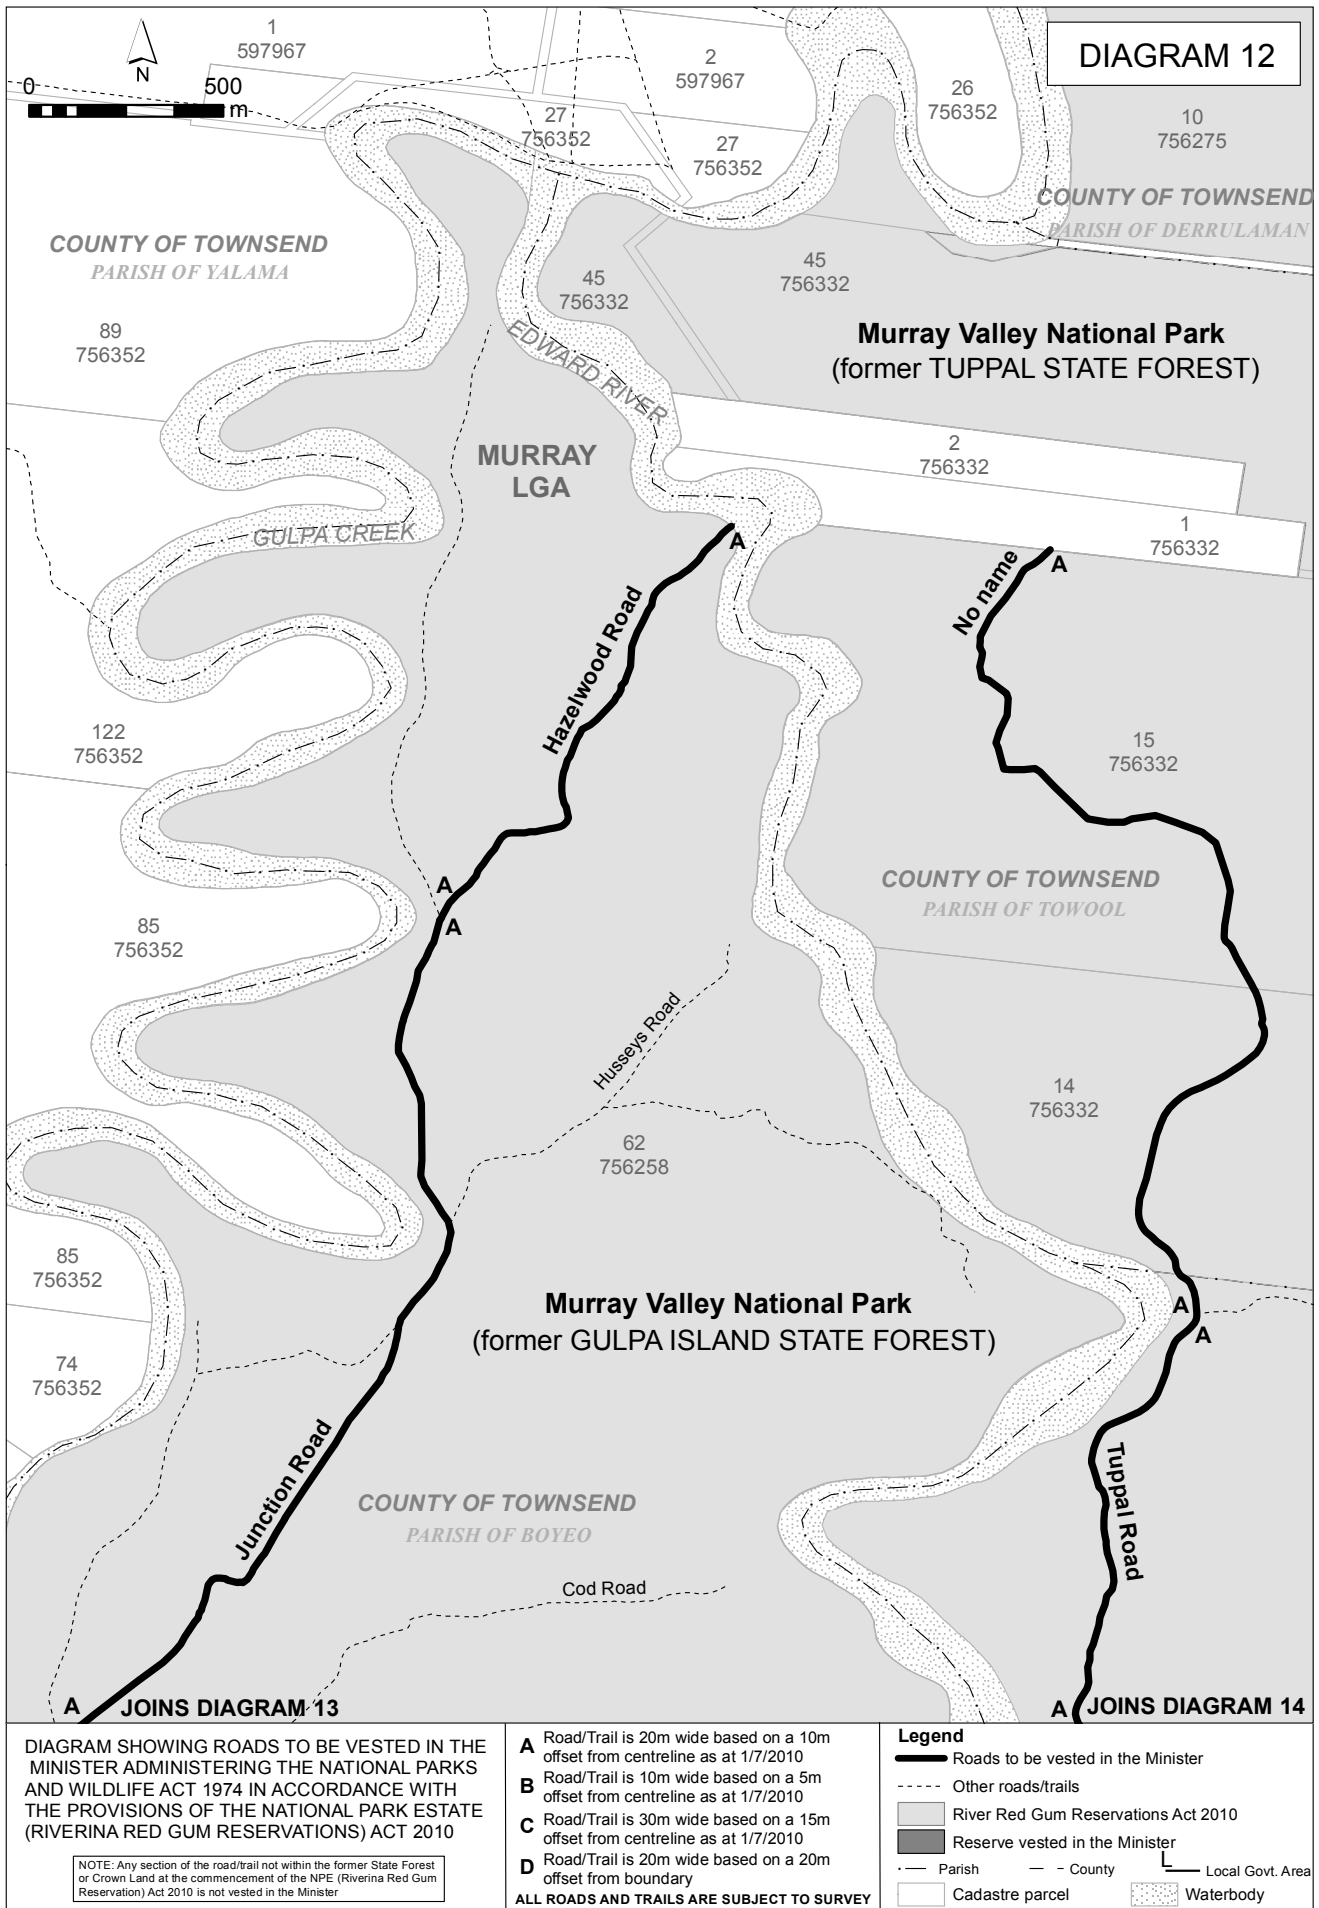 DIAGRAM 12
N
0
500
m
1
597967
2
597967
26
756352
10
756275
27
756352
27
756352
COUNTY OF TOWNSEND
PARISH OF DERRULAMAN
COUNTY OF TOWNSEND
PARISH OF YALAMA
45
756332
45
756332
89
756352
EDWARD RIVER
Murray Valley National Park
(former TUPPAL STATE FOREST)
MURRAY
LGA
2
756332
GULPA CREEK
1
756332
A
A
No name
Hazelwood Road
122
756352
15
756332
COUNTY OF TOWNSEND
PARISH OF TOWOOL
A
A
85
756352
Husseys Road
14
756332
62
756258
85
756352
Murray Valley National Park
(former GULPA ISLAND STATE FOREST)
A
A
74
756352
Junction Road
Tuppal Road
COUNTY OF TOWNSEND
PARISH OF BOYEO
Cod Road
A
JOINS DIAGRAM 13
A
JOINS DIAGRAM 14
DIAGRAM SHOWING ROADS TO BE VESTED IN THE
MINISTER ADMINISTERING THE NATIONAL PARKS
AND WILDLIFE ACT 1974 IN ACCORDANCE WITH
THE PROVISIONS OF THE NATIONAL PARK ESTATE
(RIVERINA RED GUM RESERVATIONS) ACT 2010
NOTE: Any section of the road/trail not within the former State Forest
or Crown Land at the commencement of the NPE (Riverina Red Gum
Reservation) Act 2010 is not vested in the Minister
A Road/Trail is 20m wide based on a 10m
offset from centreline as at 1/7/2010
B Road/Trail is 10m wide based on a 5m
offset from centreline as at 1/7/2010
C Road/Trail is 30m wide based on a 15m
offset from centreline as at 1/7/2010
D Road/Trail is 20m wide based on a 20m
offset from boundary
ALL ROADS AND TRAILS ARE SUBJECT TO SURVEY
Legend
Roads to be vested in the Minister
Other roads/trails
River Red Gum Reservations Act 2010
Reserve vested in the Minister
Parish
County
Local Govt. Area
Cadastre parcel
Waterbody